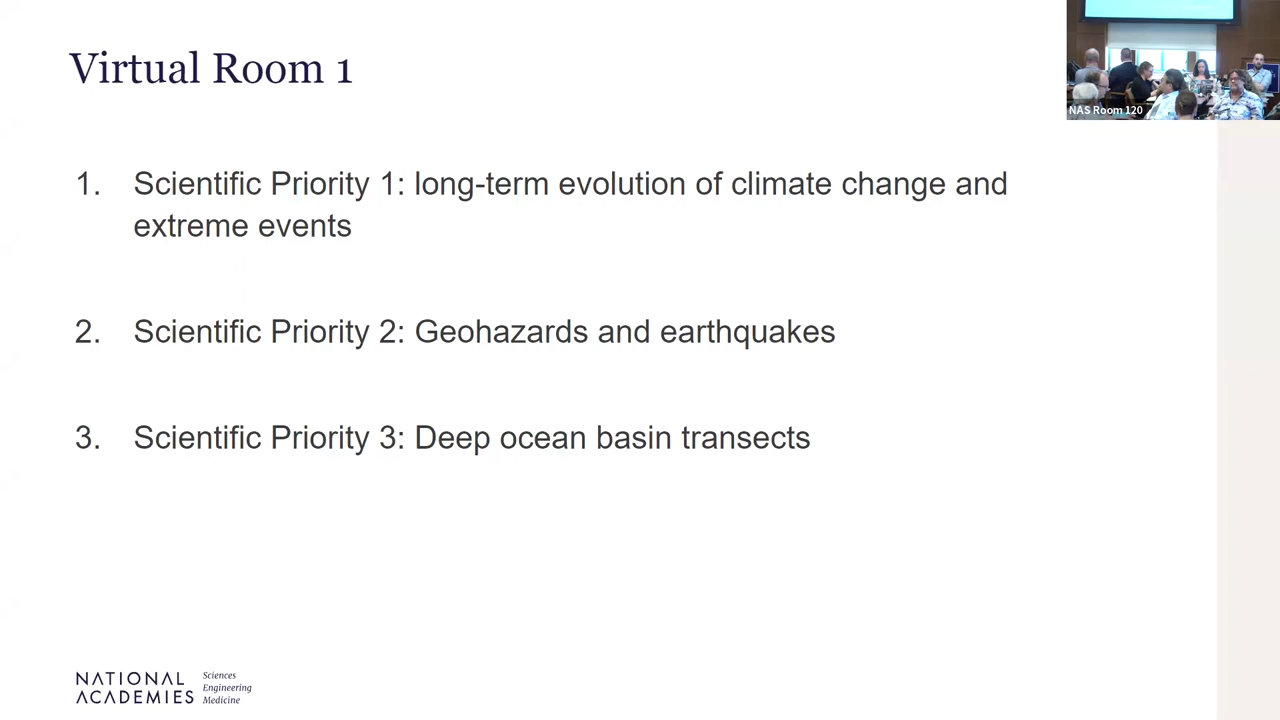 Virtual Room 1
NAS Room 120
1. Scientific Priority 1: long-term evolution of climate change and
extreme events
2. Scientific Priority 2: Geohazards and earthquakes
3. Scientific Priority 3: Deep ocean basin transects
NATIONAL
ACADEMIES
Sciences
Engineering
Medicine